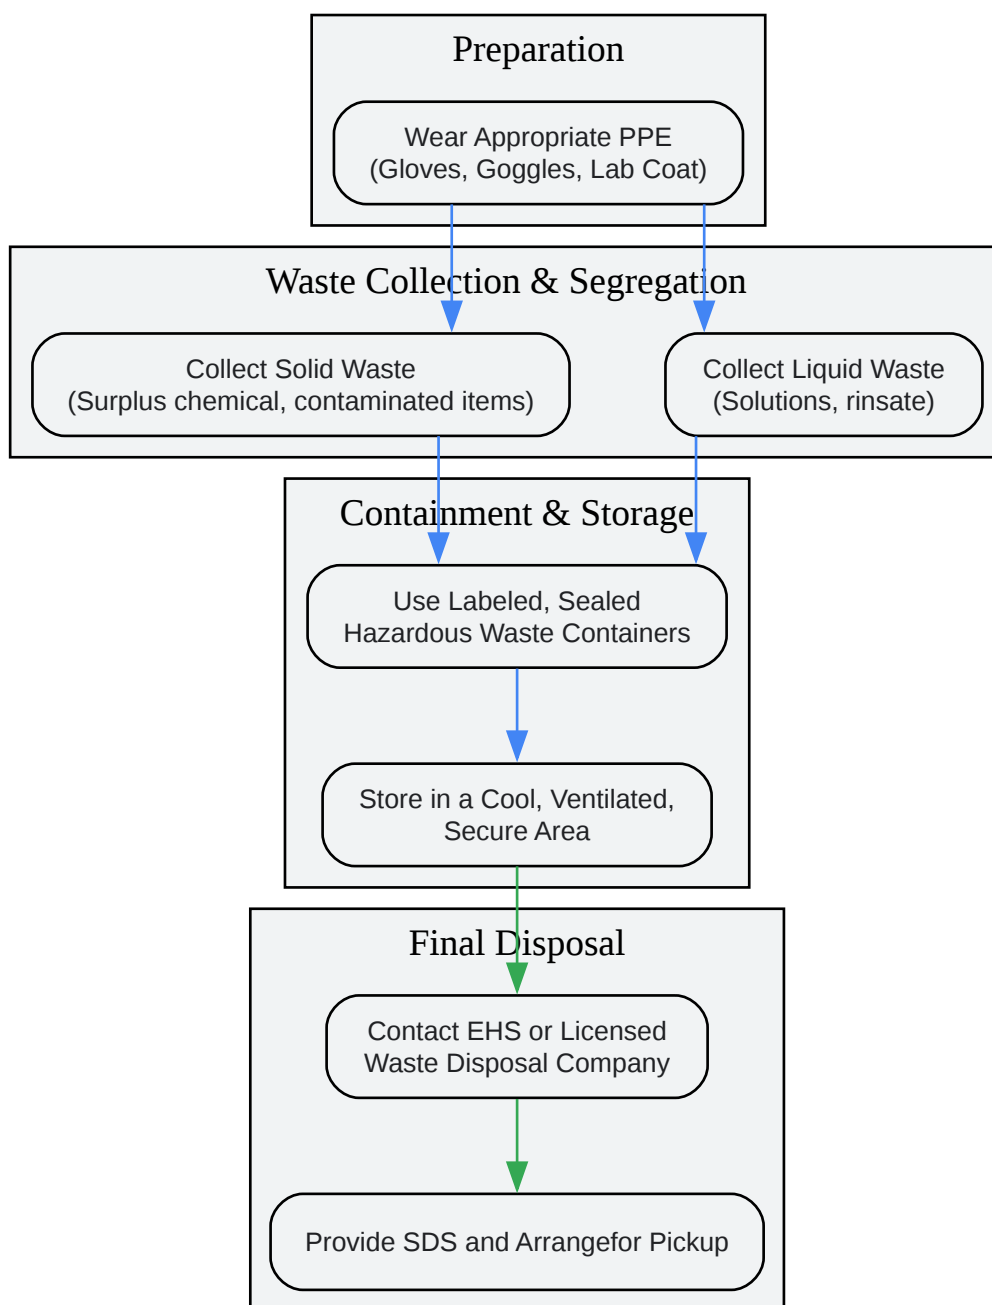 Preparation
Wear Appropriate PPE
(Gloves, Goggles, Lab Coat)
Waste Collection & Segregation
Collect Solid Waste
(Surplus chemical, contaminated items)
Collect Liquid Waste
(Solutions, rinsate)
Containment & Storage
Use Labeled, Sealed
Hazardous Waste Containers
Store in a Cool, Ventilated,
Secure Area
Final Disposal
Contact EHS or Licensed
Waste Disposal Company
Provide SDS and Arrangefor Pickup